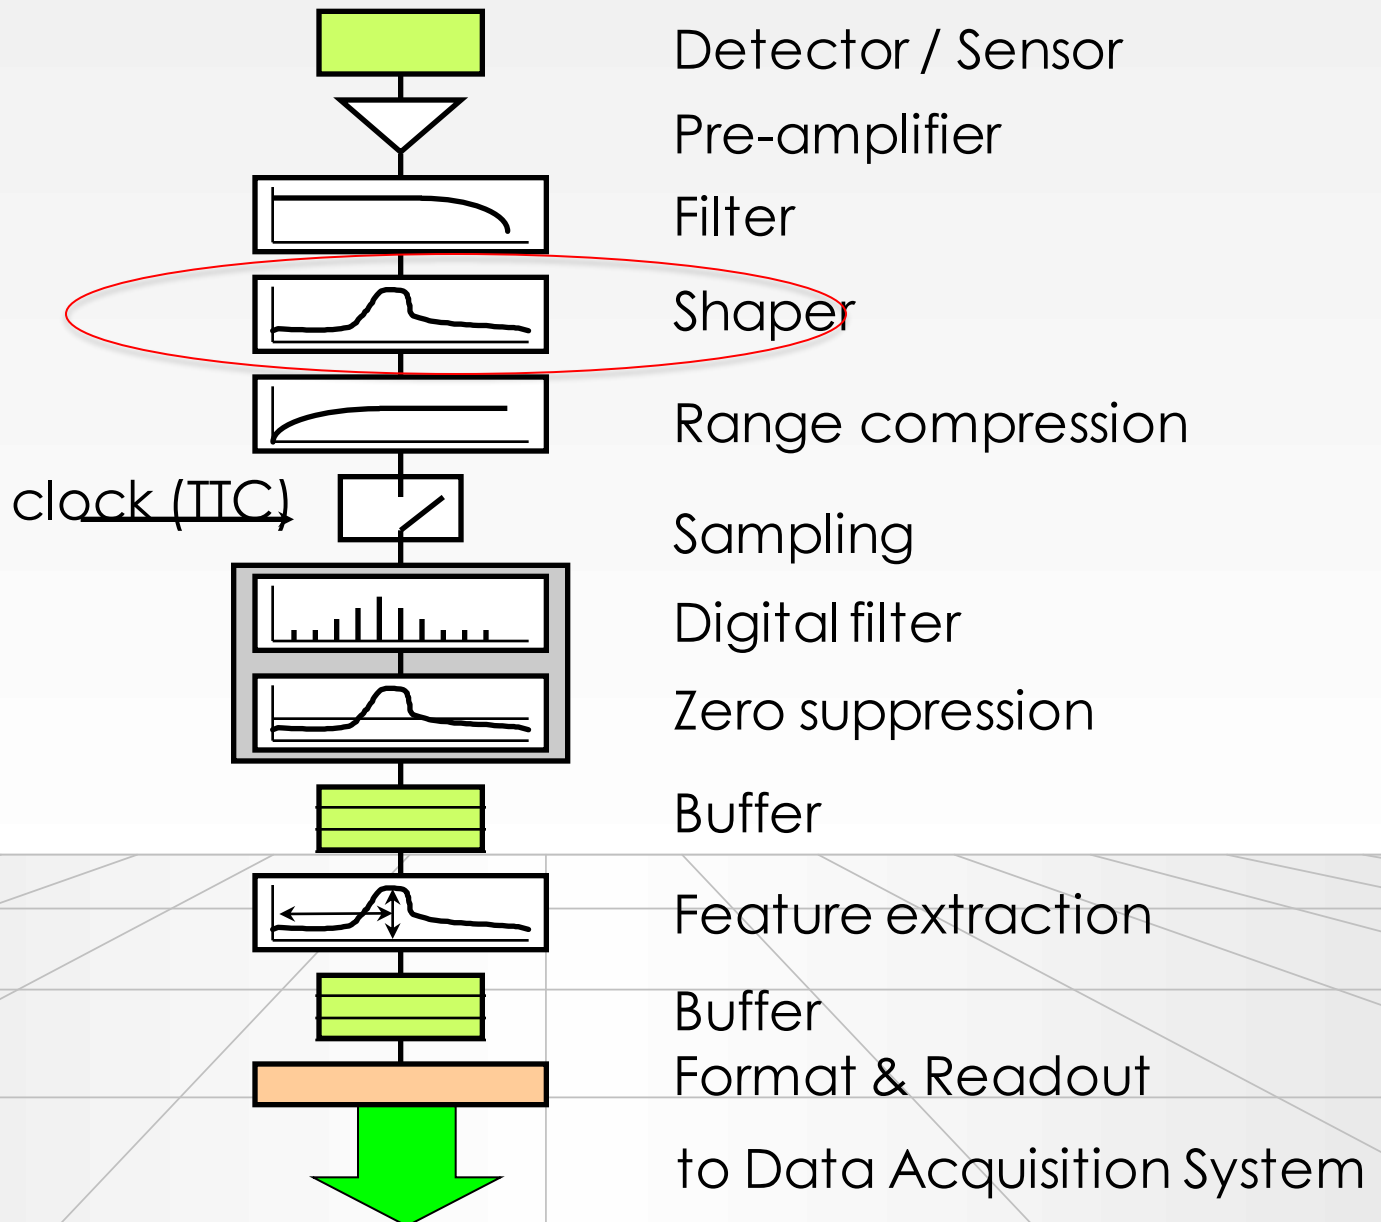 Detector / Sensor
Pre-amplifier
Filter
Shaper
Range compression
clock (TTC)
Sampling
Digital filter
Zero suppression
Buffer
Feature extraction
Buffer
Format & Readout
to Data Acquisition System